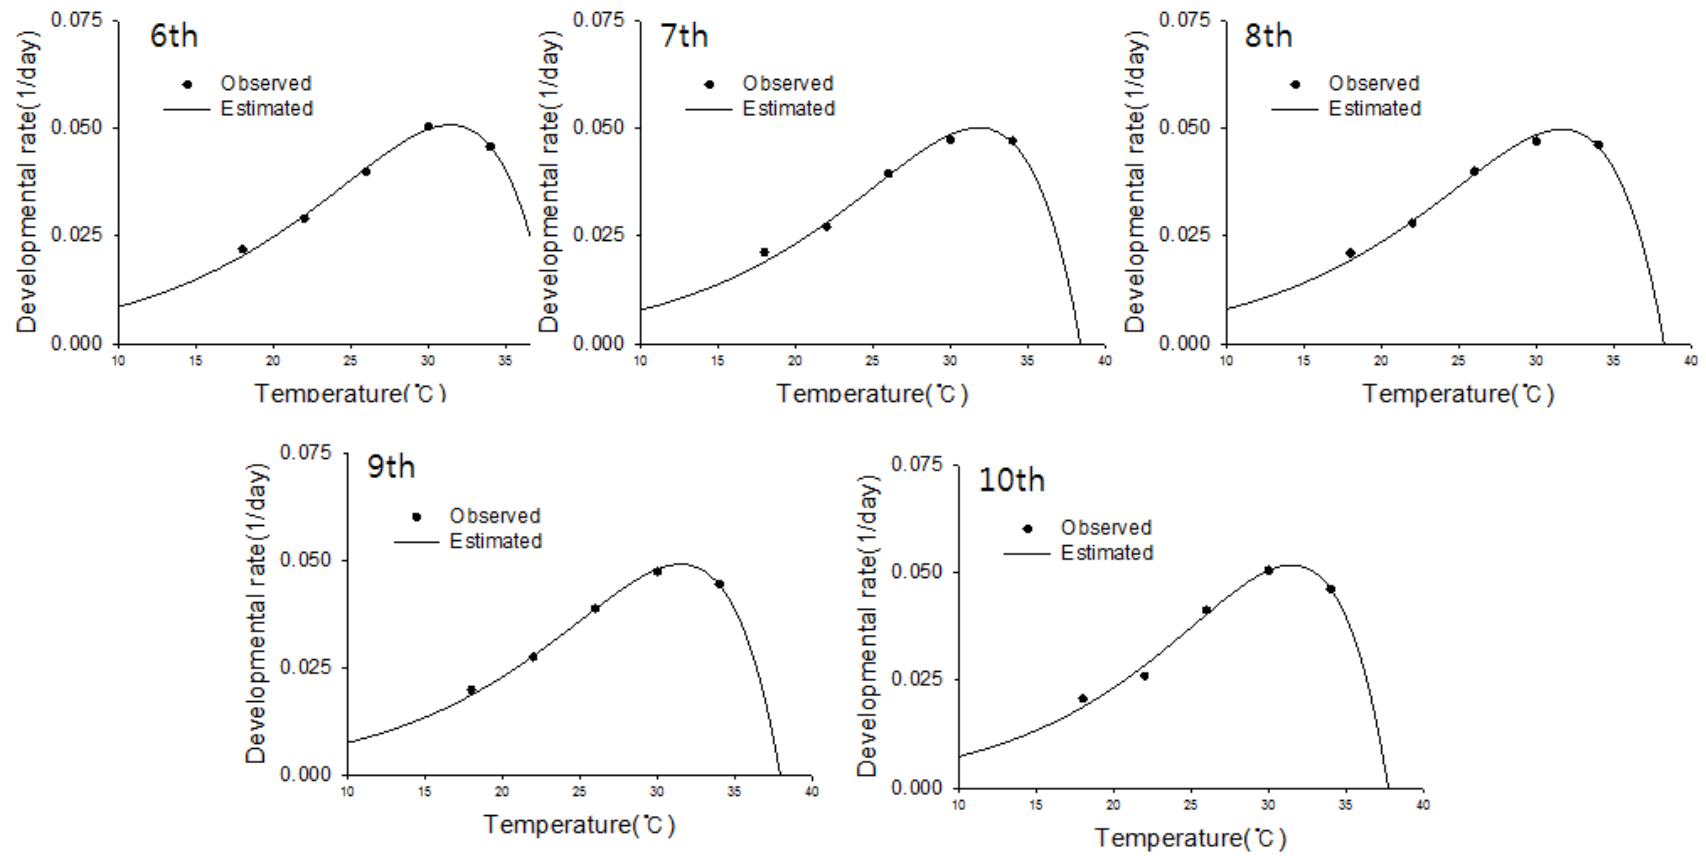 6th
Observed
Estimated
Developmental rate(1/day)
0.075
0.050
0.025
0.000
10 15 20 25 30 35
Temperature(℃)
7th
Observed
Estimated
Developmental rate(1/day)
0.075
0.050
0.025
0.000
10 15 20 25 30 35 40
Temperature(℃)
8th
Observed
Estimated
Developmental rate(1/day)
0.075
0.050
0.025
0.000
10 15 20 25 30 35 40
Temperature(℃)
9th
Observed
Estimated
Developmental rate(1/day)
0.075
0.050
0.025
0.000
10 15 20 25 30 35 40
Temperature(℃)
10th
Observed
Estimated
Developmental rate(1/day)
0.075
0.050
0.025
0.000
10 15 20 25 30 35 40
Temperature(℃)